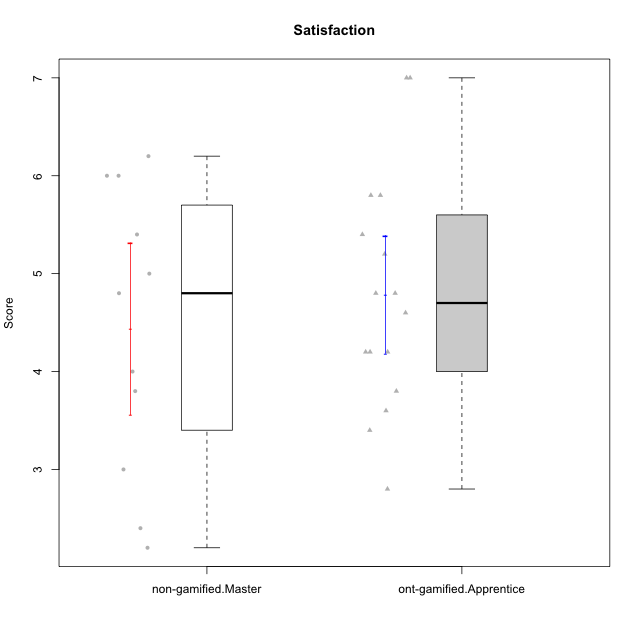 Satisfaction
Score
7
6
5
4
3
non-gamified.Master
ont-gamified.Apprentice